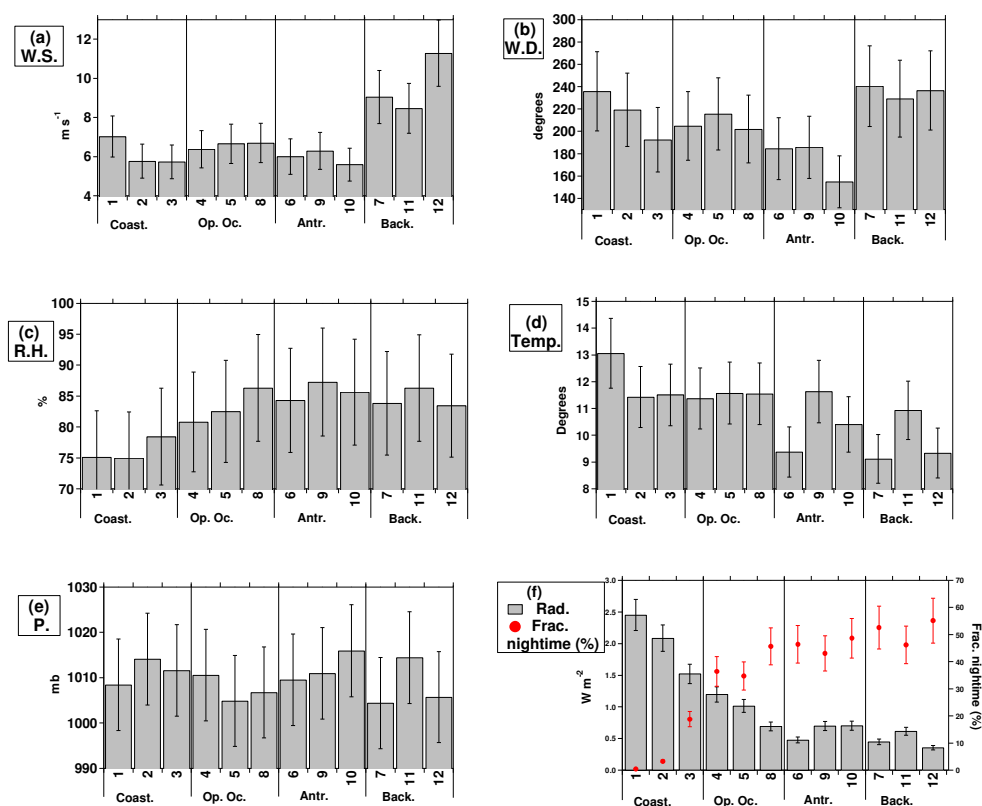 (a)
W.S.
m s⁻¹
12
10
8
6
4
1 2 3 4 5 8 6 9 10 7 11 12
Coast. Op. Oc. Antr. Back.
(b)
W.D.
degrees
300
280
260
240
220
200
180
160
140
1 2 3 4 5 8 6 9 10 7 11 12
Coast. Op. Oc. Antr. Back.
(c)
R.H.
%
100
95
90
85
80
75
70
1 2 3 4 5 8 6 9 10 7 11 12
Coast. Op. Oc. Antr. Back.
(d)
Temp.
Degrees
15
14
13
12
11
10
9
8
1 2 3 4 5 8 6 9 10 7 11 12
Coast. Op. Oc. Antr. Back.
(e)
P.
mb
1030
1020
1010
1000
990
1 2 3 4 5 8 6 9 10 7 11 12
Coast. Op. Oc. Antr. Back.
(f)
Rad.
Frac.
nightime (%)
W m⁻²
3.0
2.5
2.0
1.5
1.0
0.5
0.0
70
60
50
40
30
20
10
0
Frac. nightime (%)
1 2 3 4 5 8 6 9 10 7 11 12
Coast. Op. Oc. Antr. Back.